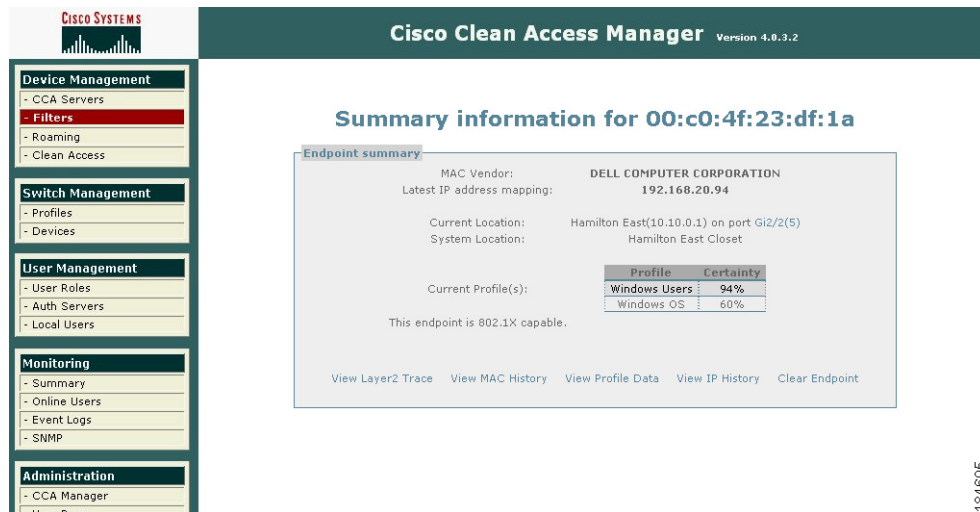 CISCO SYSTEMS
Cisco Clean Access Manager Version 4.0.3.2
Device Management
- CCA Servers
- Filters
- Roaming
- Clean Access
Switch Management
- Profiles
- Devices
User Management
- User Roles
- Auth Servers
- Local Users
Monitoring
- Summary
- Online Users
- Event Logs
- SNMP
Administration
- CCA Manager
Summary information for 00:c0:4f:23:df:1a
Endpoint summary
MAC Vendor: DELL COMPUTER CORPORATION
Latest IP address mapping: 192.168.20.94
Current Location: Hamilton East(10.10.0.1) on port Gi2/2(5)
System Location: Hamilton East Closet
Profile Certainty
Current Profile(s): Windows Users 94%
Windows OS 60%
This endpoint is 802.1X capable.
View Layer2 Trace View MAC History View Profile Data View IP History Clear Endpoint
184605